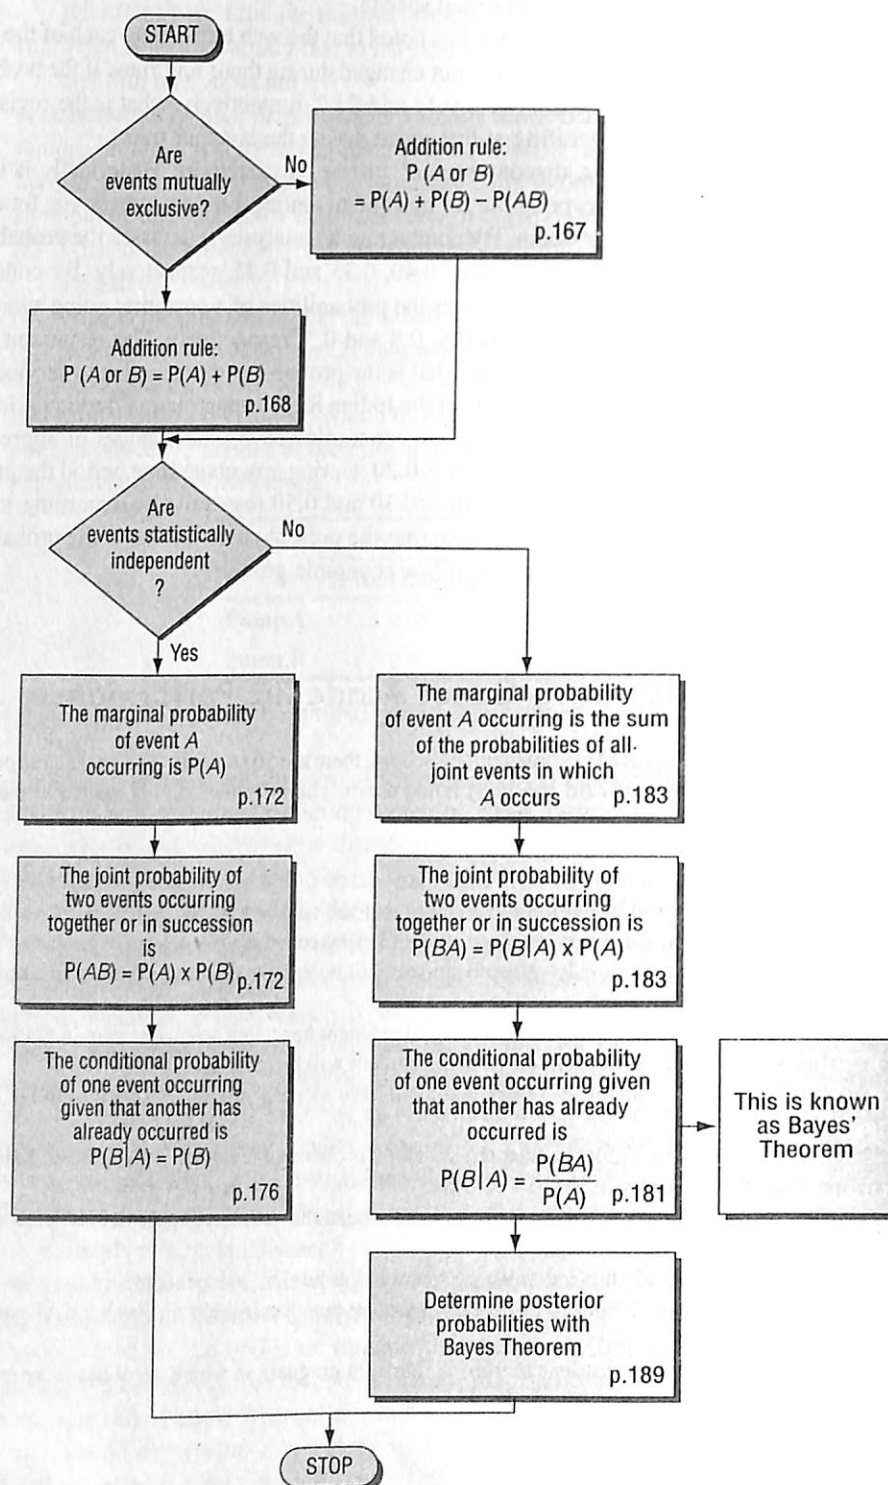 START
Are
events mutually
exclusive?
No
Addition rule:
P (A or B)
= P(A) + P(B) – P(AB)
p.167
Addition rule:
P (A or B) = P(A) + P(B)
p.168
Are
events statistically
independent
?
No
Yes
The marginal probability
of event A
occurring is P(A)
p.172
The marginal probability
of event A occurring is the sum
of the probabilities of all
joint events in which
A occurs p.183
The joint probability of
two events occurring
together or in succession
is
P(AB) = P(A) x P(B) p.172
The joint probability of
two events occurring
together or in succession is
P(BA) = P(B|A) x P(A)
p.183
The conditional probability
of one event occurring
given that another has
already occurred is
P(B|A) = P(B)
p.176
The conditional probability
of one event occurring given
that another has already
occurred is
P(B|A) = P(BA)/P(A) p.181
This is known
as Bayes'
Theorem
Determine posterior
probabilities with
Bayes Theorem
p.189
STOP